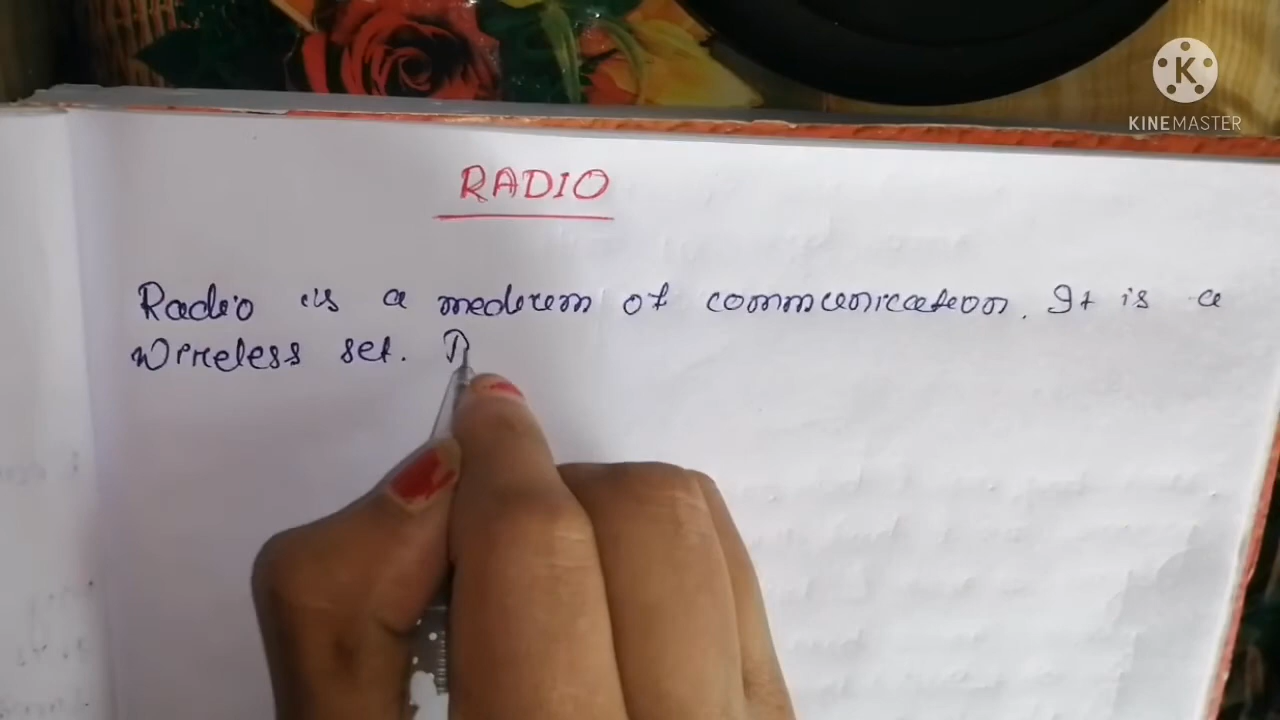 K
KINEMASTER
RADIO
Radio is a medium of communication. It is a
Wireless set.